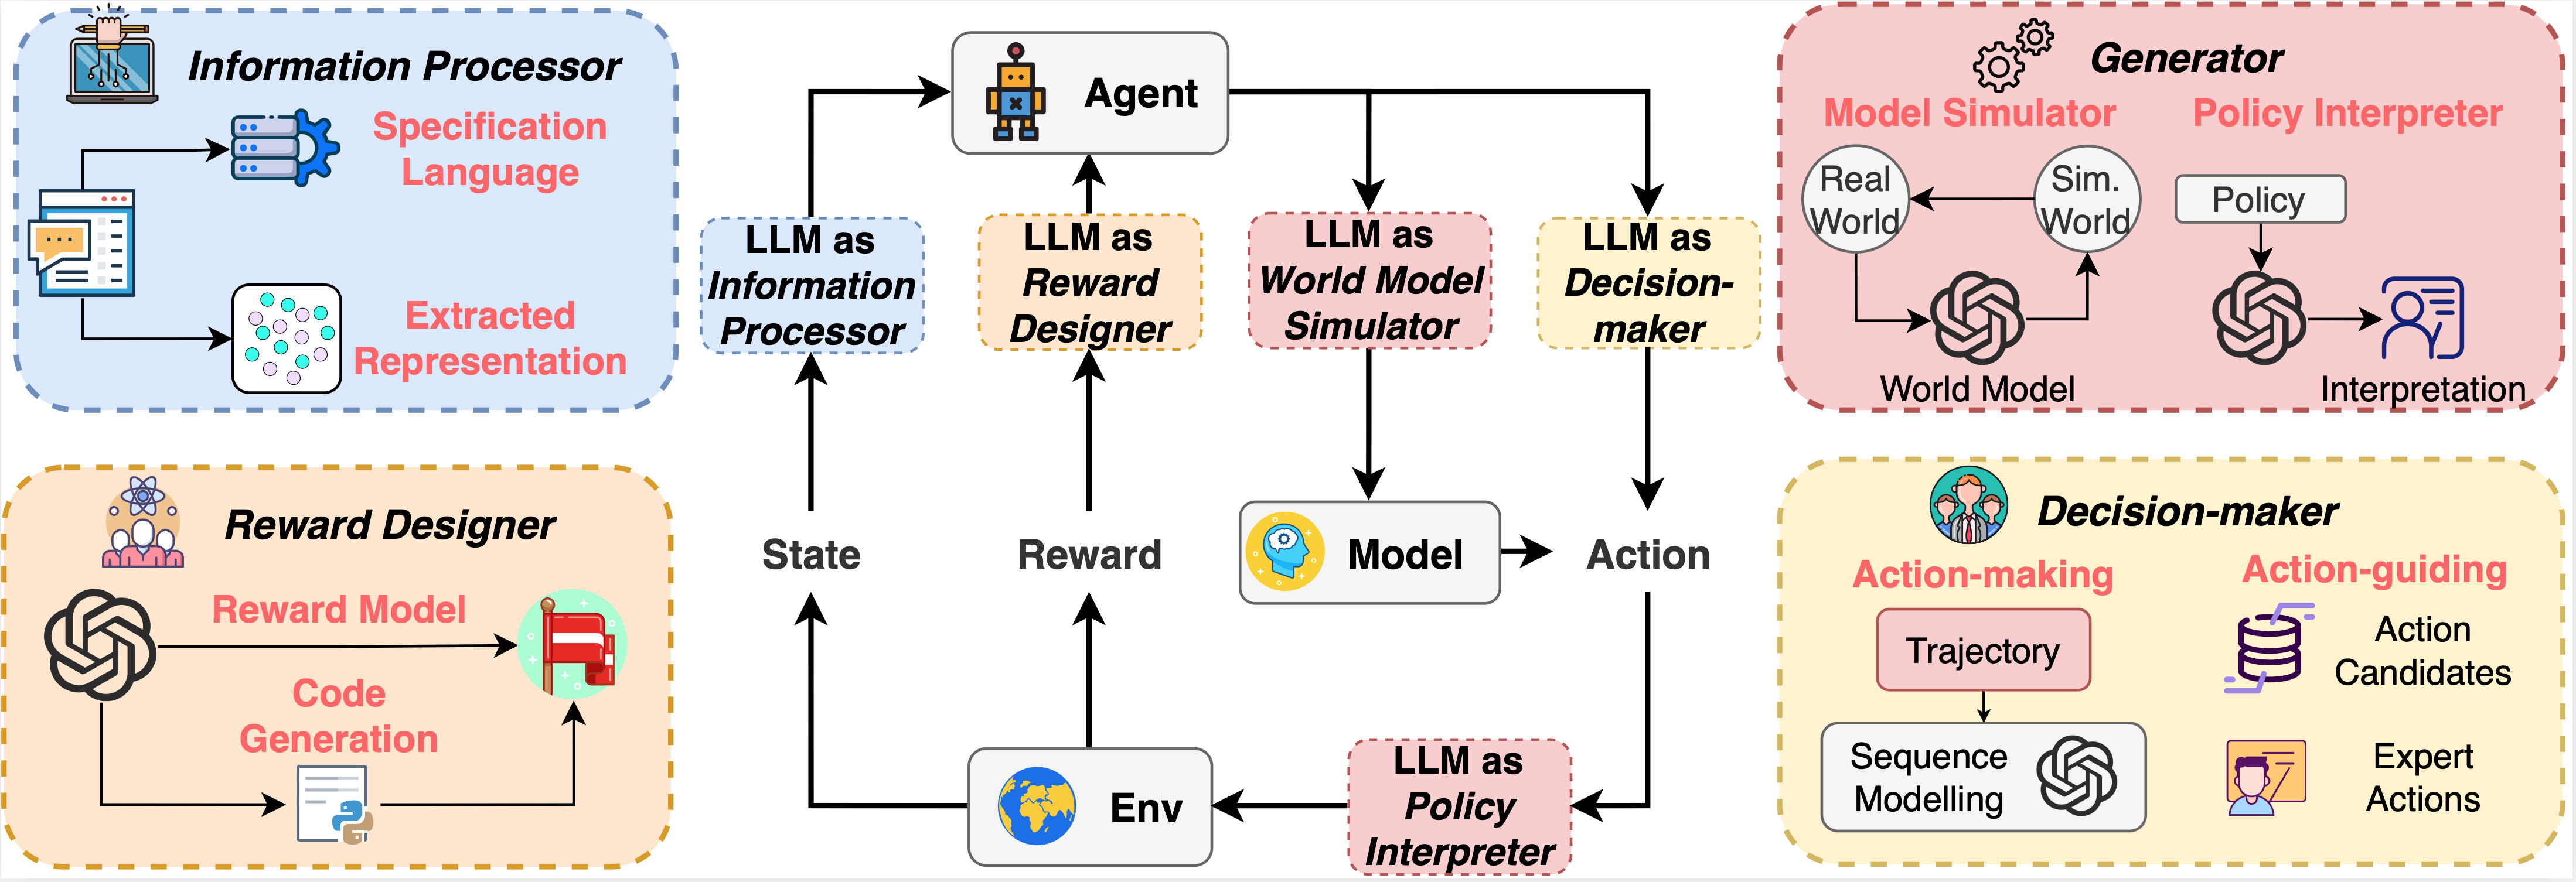 Information Processor
Specification
Language
Extracted
Representation
Reward Designer
Reward Model
Code
Generation
Agent
LLM as
Information
Processor
LLM as
Reward
Designer
LLM as
World Model
Simulator
LLM as
Decision-
maker
State
Reward
Model
Action
Env
LLM as
Policy
Interpreter
Generator
Model Simulator
Policy Interpreter
Real
World
Sim.
World
World Model
Policy
Interpretation
Decision-maker
Action-making
Action-guiding
Trajectory
Sequence
Modelling
Action
Candidates
Expert
Actions